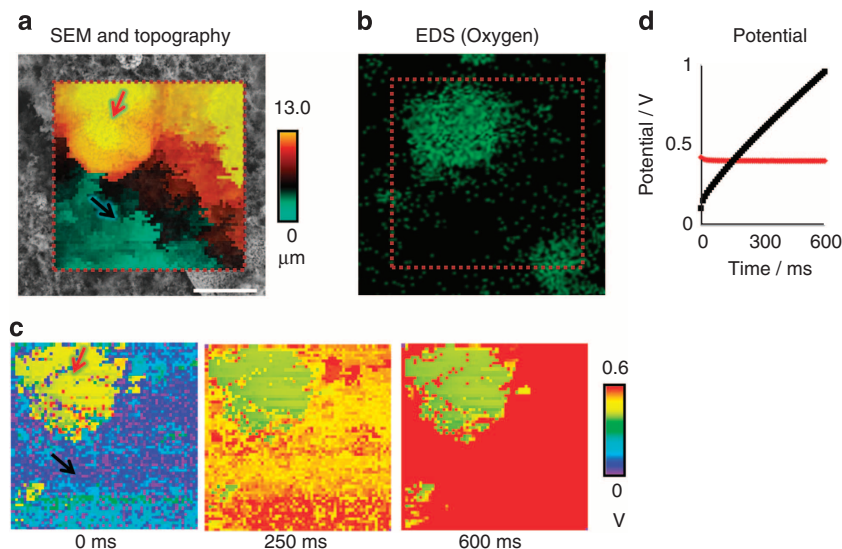 a
SEM and topography
13.0
0
μm
b
EDS (Oxygen)
d
Potential
1
0.5
0
Potential / V
0 300 600
Time / ms
c
0 ms
250 ms
600 ms
0.6
0
V